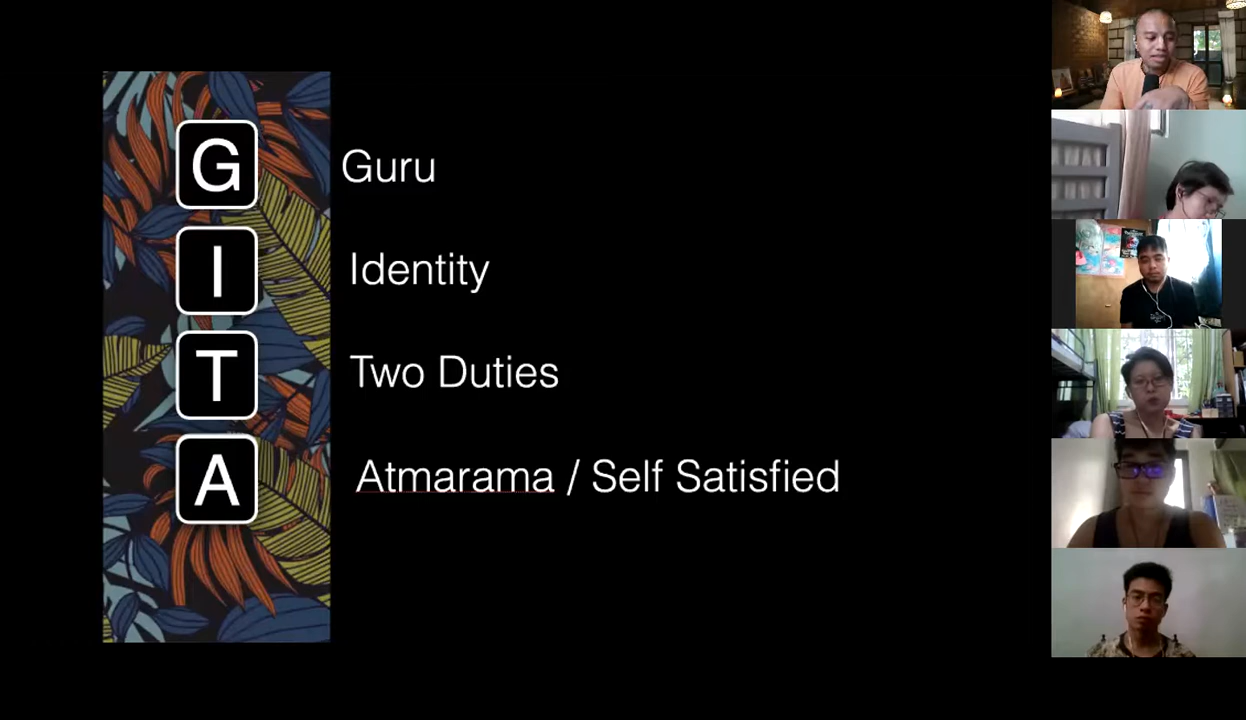 G Guru
I Identity
T Two Duties
A Atmarama / Self Satisfied